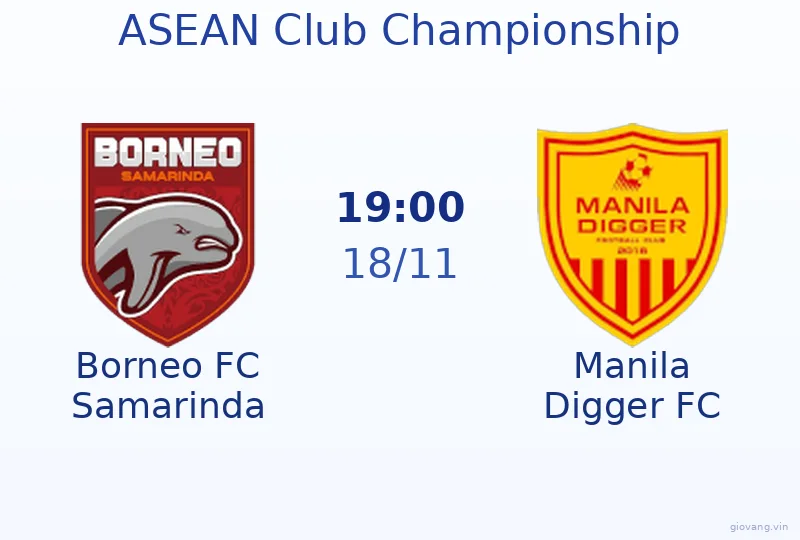 ASEAN Club Championship
BORNEO
SAMARINDA
MANILA
DIGGER
FOOTBALL CLUB
2016
19:00
18/11
Borneo FC
Samarinda
Manila
Digger FC
giovang.vin